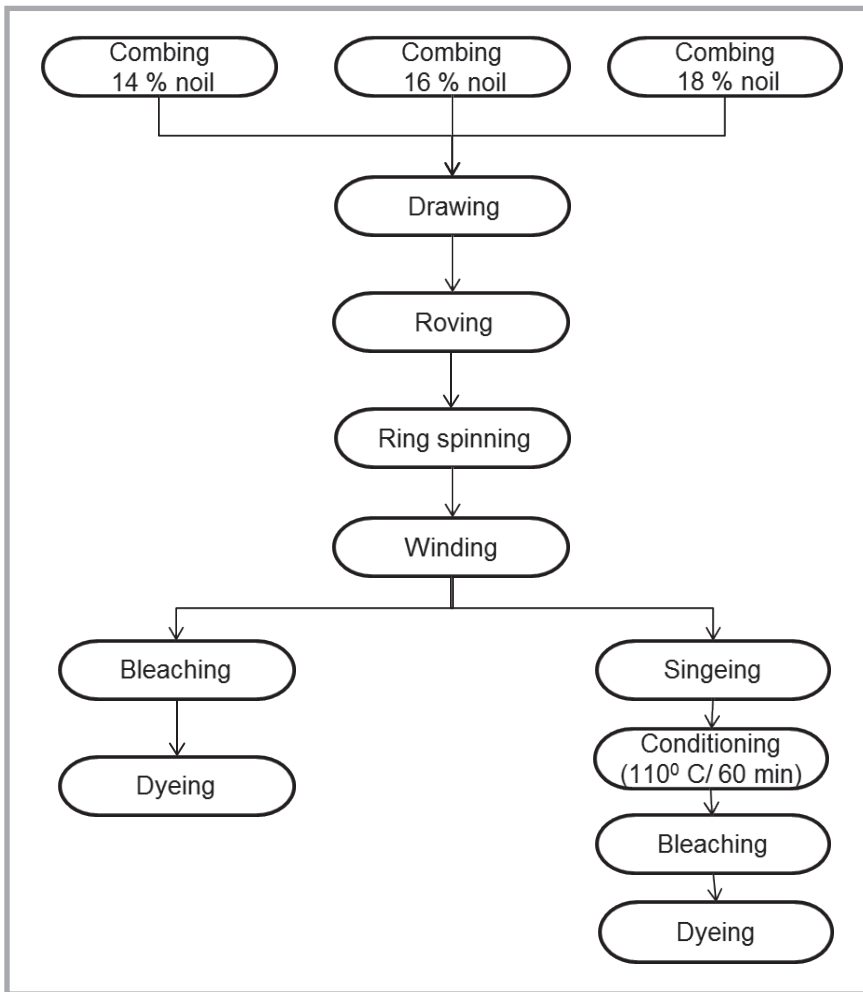 Combing
14 % noil
Combing
16 % noil
Combing
18 % noil
Drawing
Roving
Ring spinning
Winding
Bleaching
Dyeing
Singeing
Conditioning
(110⁰ C/ 60 min)
Bleaching
Dyeing